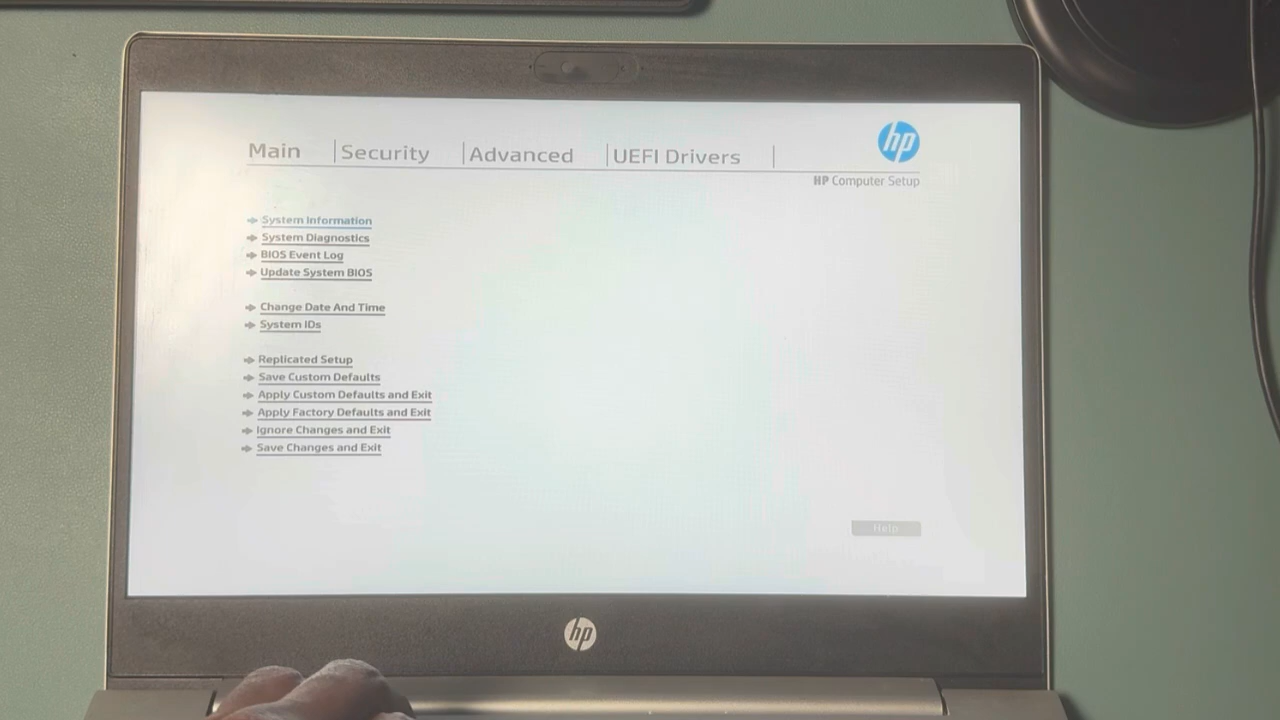 Main
Security
Advanced
UEFI Drivers
hp
HP Computer Setup
System Information
System Diagnostics
BIOS Event Log
Update System BIOS
Change Date And Time
System IDs
Replicated Setup
Save Custom Defaults
Apply Custom Defaults and Exit
Apply Factory Defaults and Exit
Ignore Changes and Exit
Save Changes and Exit
Help
hp